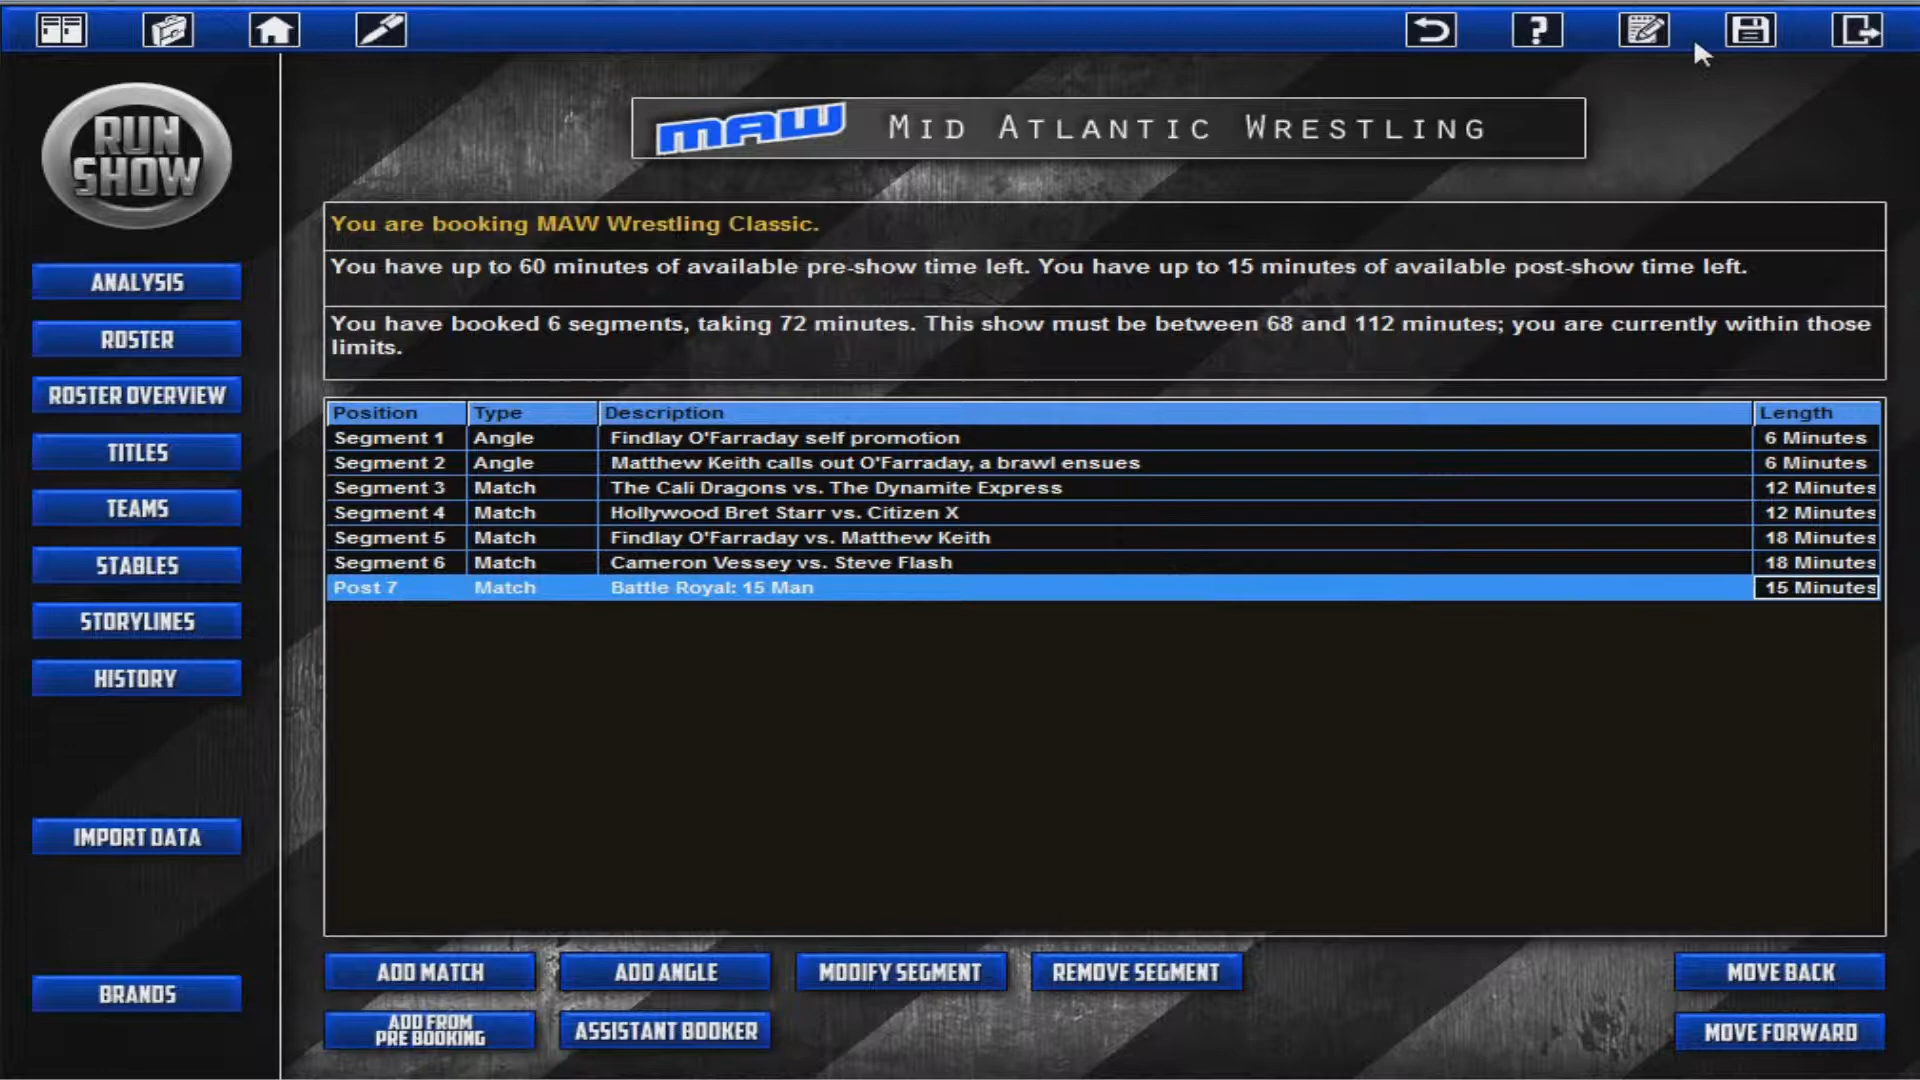 RUN
SHOW
MAW MID ATLANTIC WRESTLING
You are booking MAW Wrestling Classic.
You have up to 60 minutes of available pre-show time left. You have up to 15 minutes of available post-show time left.
You have booked 6 segments, taking 72 minutes. This show must be between 68 and 112 minutes; you are currently within those
limits.
ANALYSIS
ROSTER
ROSTER OVERVIEW
TITLES
TEAMS
STABLES
STORYLINES
HISTORY
IMPORT DATA
BRANDS
Position Type Description Length
Segment 1 Angle Findlay O'Farraday self promotion 6 Minutes
Segment 2 Angle Matthew Keith calls out O'Farraday, a brawl ensues 6 Minutes
Segment 3 Match The Cali Dragons vs. The Dynamite Express 12 Minutes
Segment 4 Match Hollywood Bret Starr vs. Citizen X 12 Minutes
Segment 5 Match Findlay O'Farraday vs. Matthew Keith 18 Minutes
Segment 6 Match Cameron Vessey vs. Steve Flash 18 Minutes
Post 7 Match Battle Royal: 15 Man 15 Minutes
ADD MATCH ADD ANGLE MODIFY SEGMENT REMOVE SEGMENT MOVE BACK
ADD FROM
PRE BOOKING
ASSISTANT BOOKER MOVE FORWARD